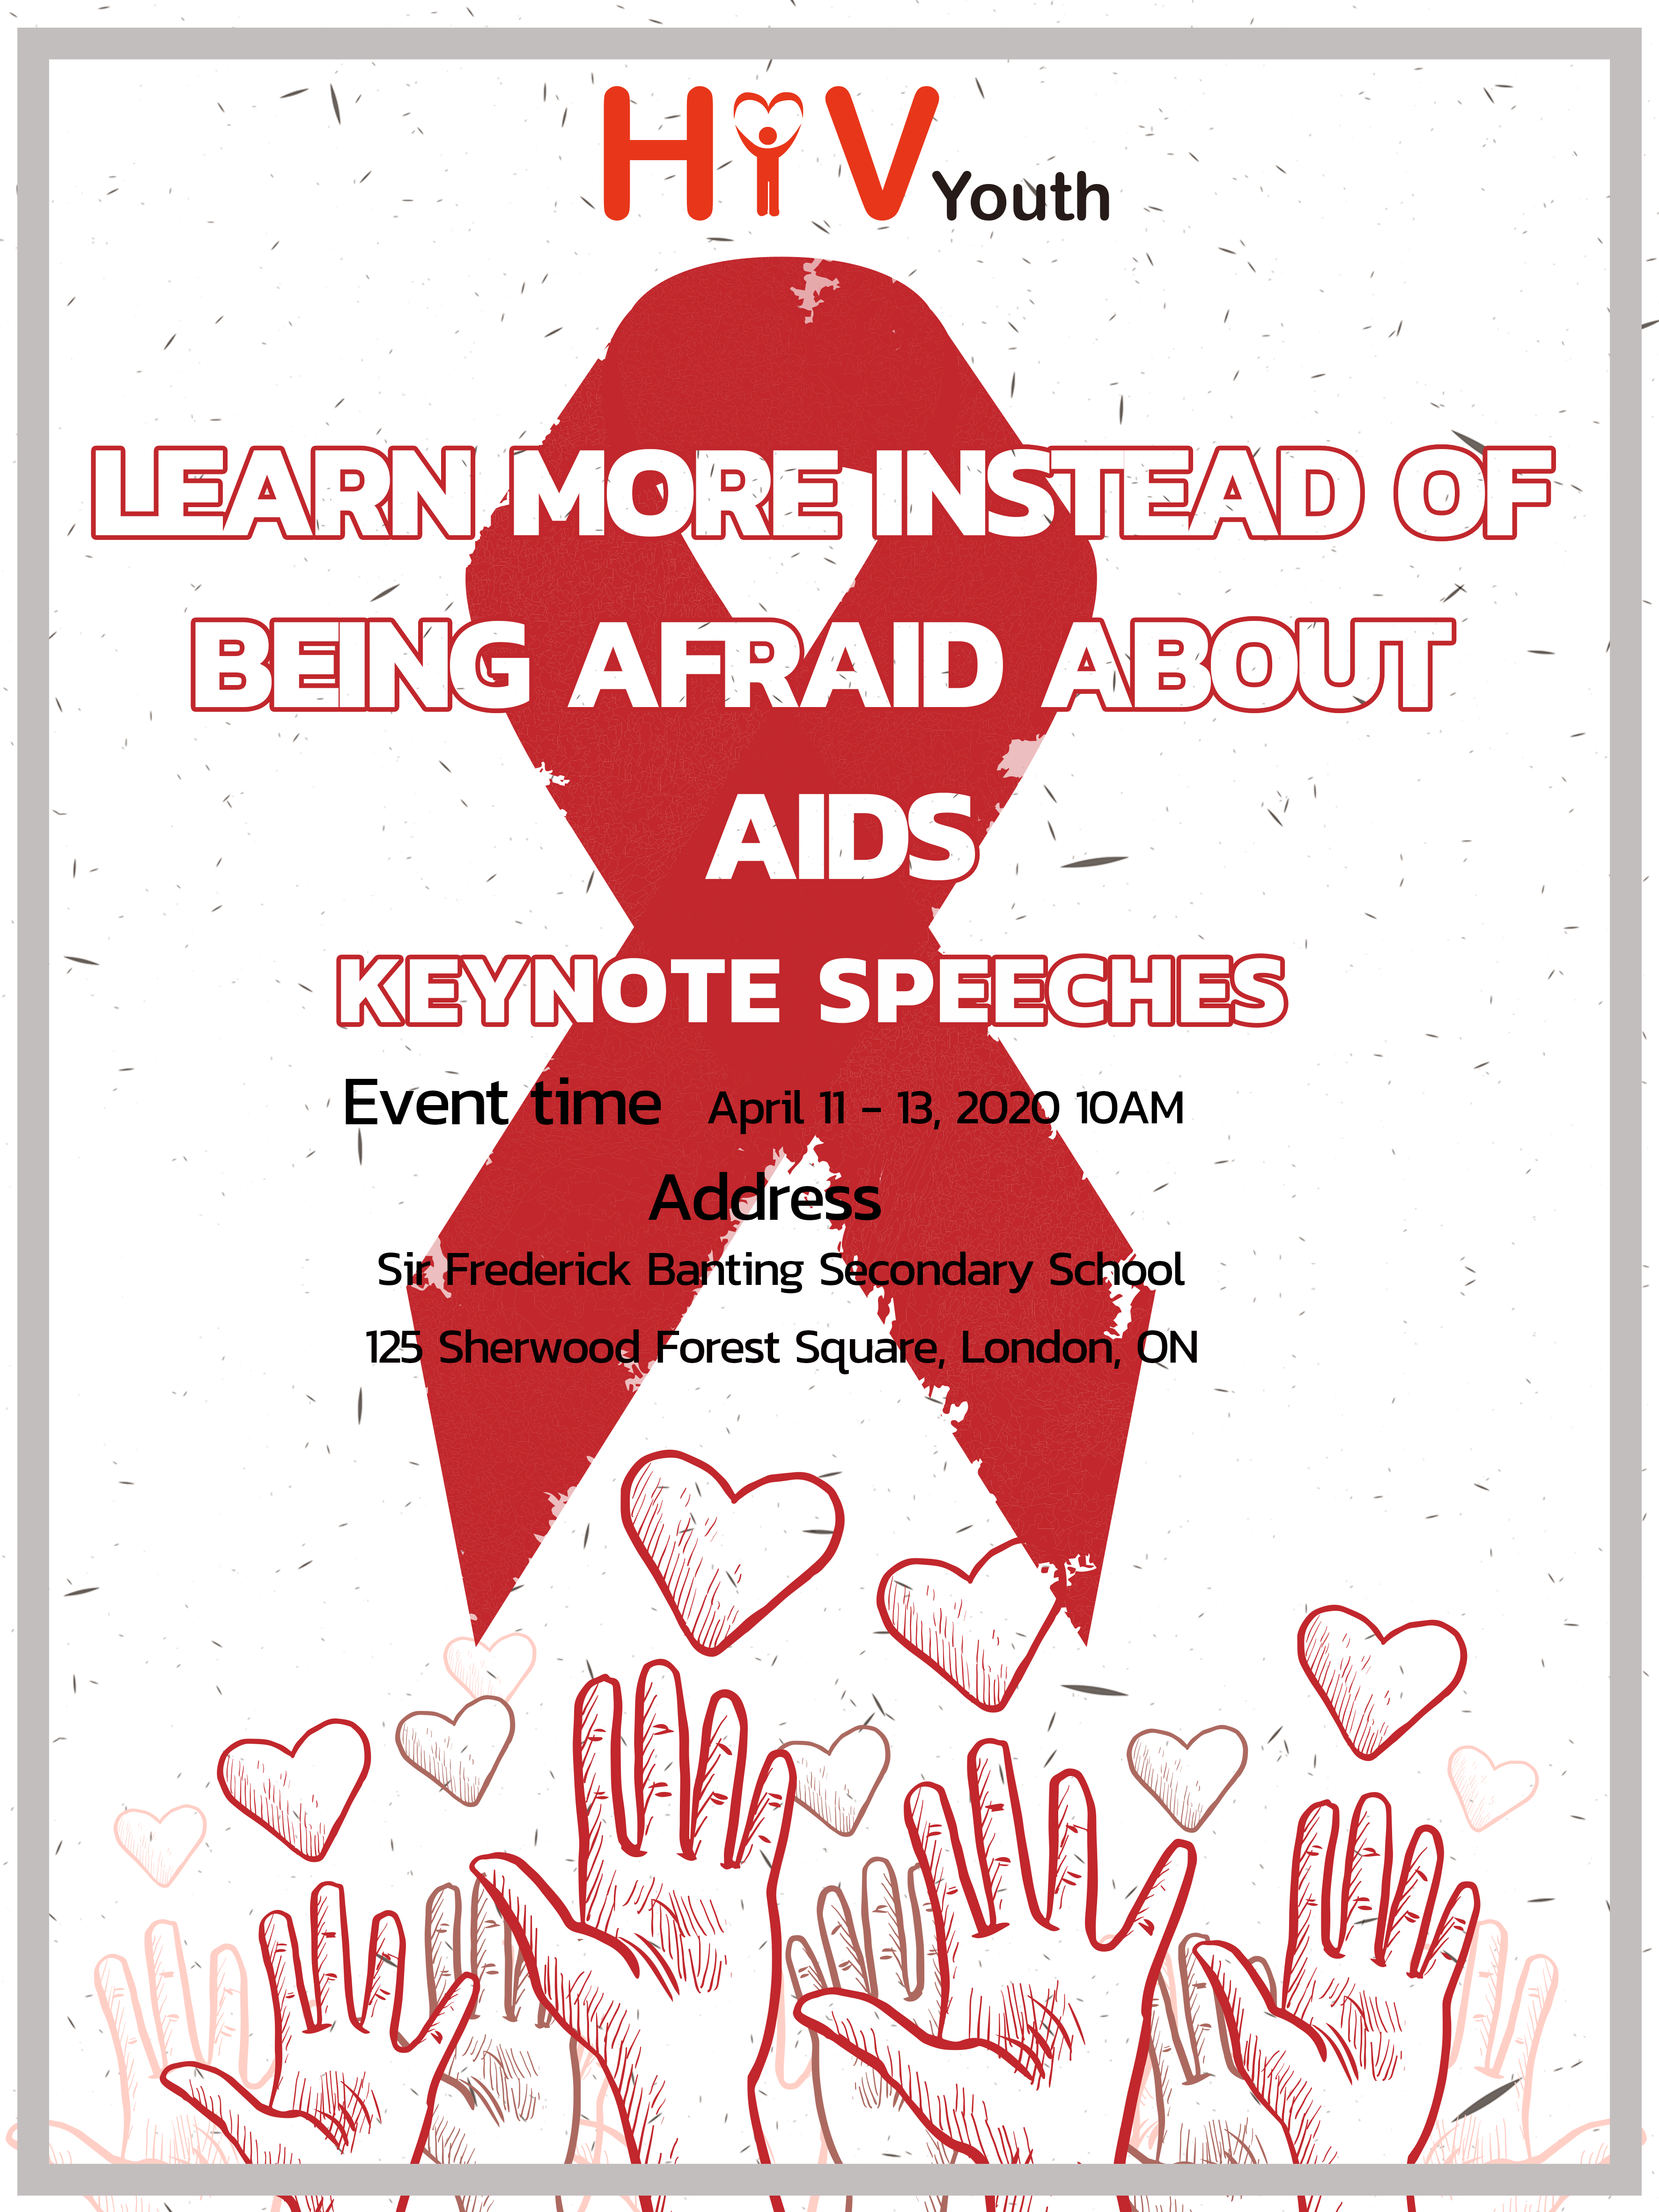 HIV Youth
LEARN MORE INSTEAD OF
BEING AFRAID ABOUT
AIDS
KEYNOTE SPEECHES
Event time April 11 - 13, 2020 10AM
Address
Sir Frederick Banting Secondary School
125 Sherwood Forest Square, London, ON